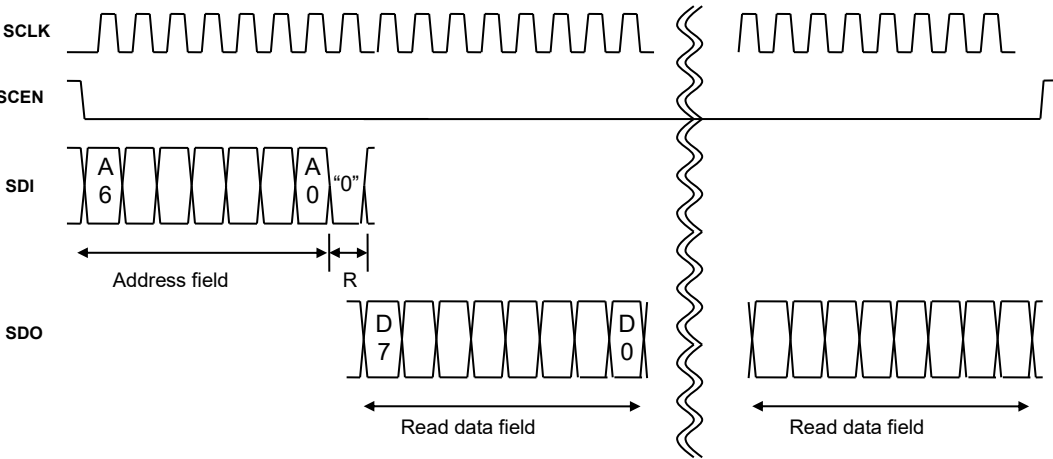 SCLK
SCEN
SDI
A
6
A
0
“0”
Address field
R
SDO
D
7
D
0
Read data field
Read data field